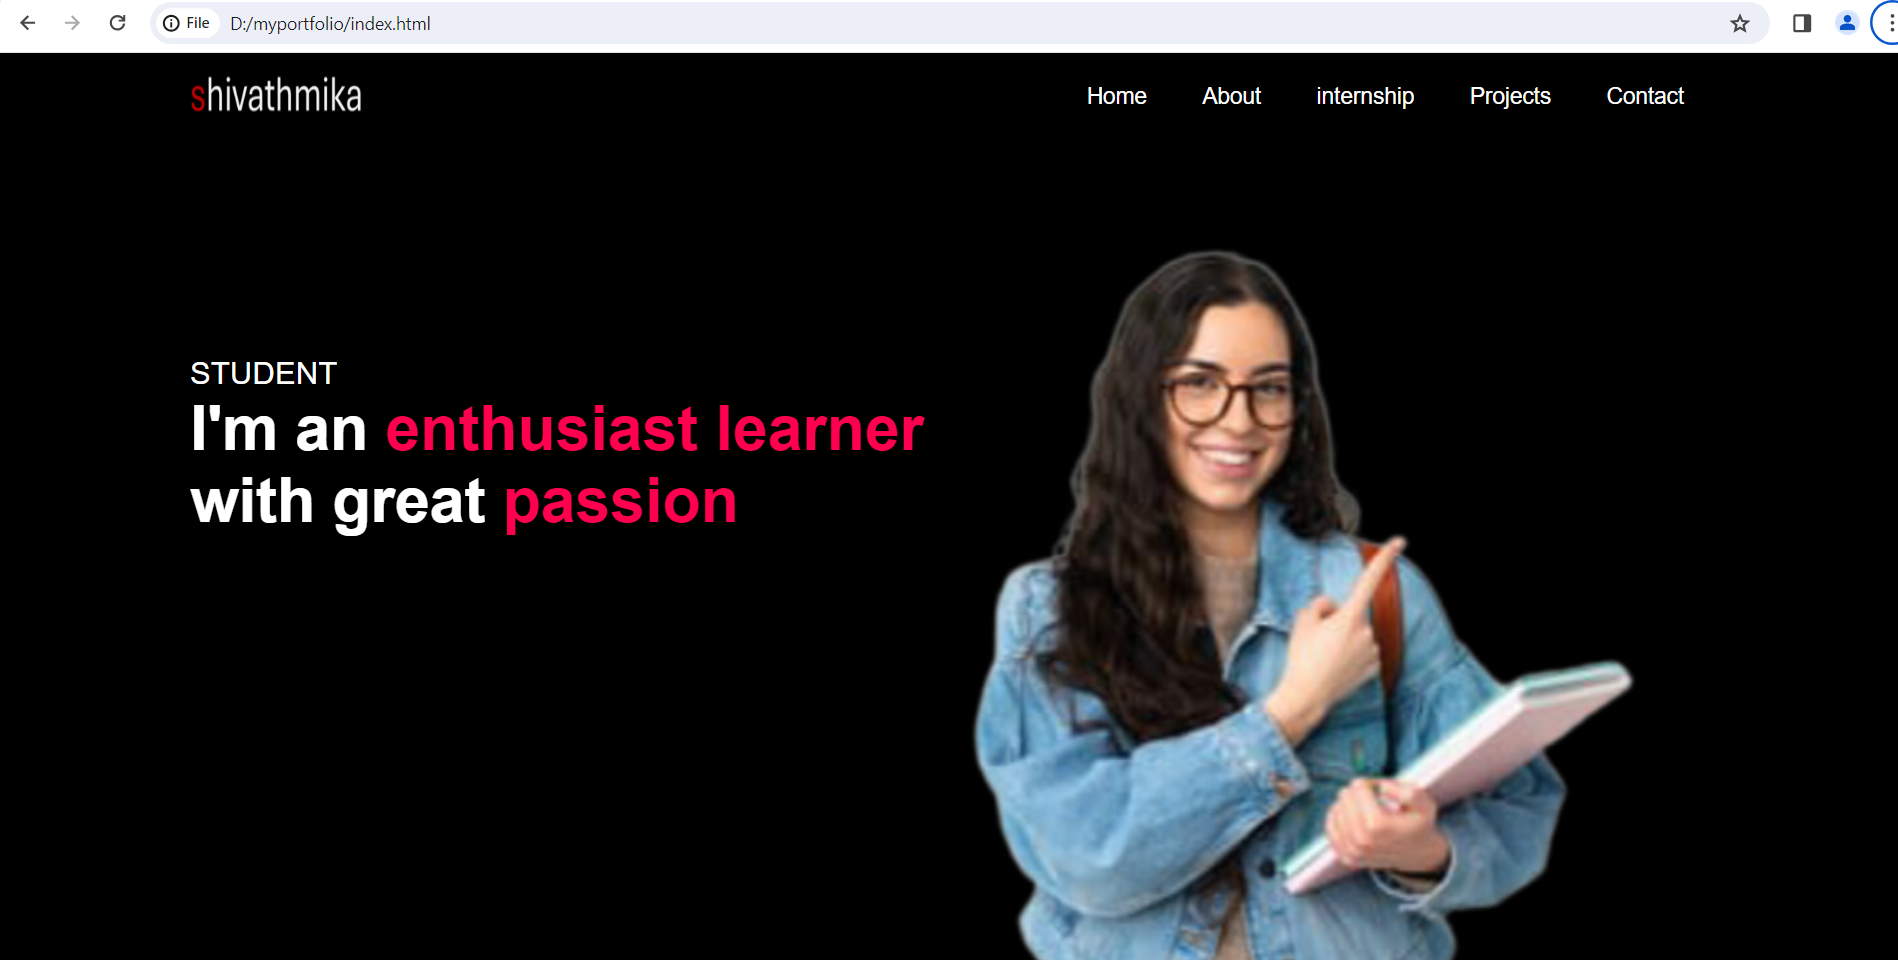 File D:/myportfolio/index.html
shivathmika Home About internship Projects Contact
STUDENT
I'm an enthusiast learner
with great passion